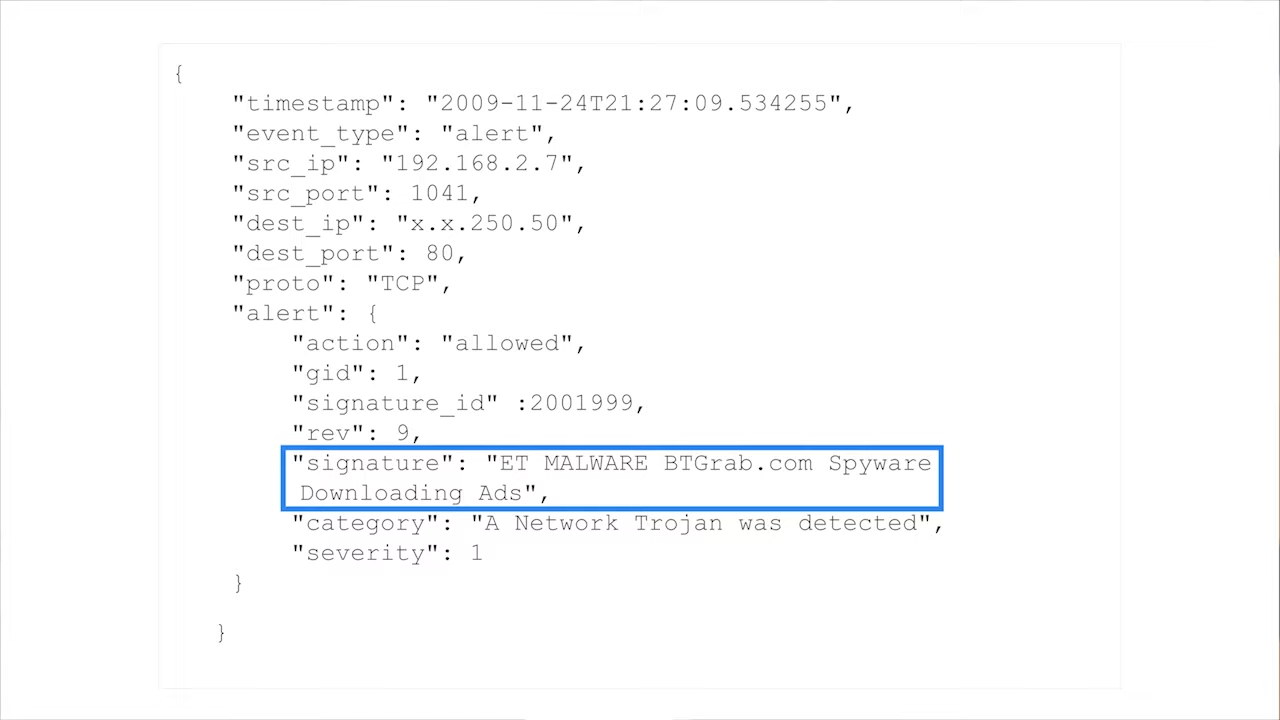 {
"timestamp": "2009-11-24T21:27:09.534255",
"event_type": "alert",
"src_ip": "192.168.2.7",
"src_port": 1041,
"dest_ip": "x.x.250.50",
"dest_port": 80,
"proto": "TCP",
"alert": {
"action": "allowed",
"gid": 1,
"signature_id" :2001999,
"rev": 9,
"signature": "ET MALWARE BTGrab.com Spyware
Downloading Ads",
"category": "A Network Trojan was detected",
"severity": 1
}
}